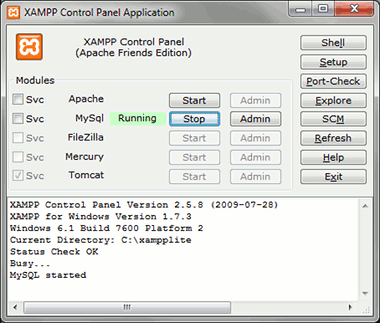 XAMPP Control Panel Application
XAMPP Control Panel
(Apache Friends Edition)
Shell
Setup
Modules
Port-Check
Svc Apache Start Admin Explore
Svc MySql Running Stop Admin SCM
Svc FileZilla Start Admin Refresh
Svc Mercury Start Admin Help
Svc Tomcat Start Admin Exit
XAMPP Control Panel Version 2.5.8 (2009-07-28)
XAMPP for Windows Version 1.7.3
Windows 6.1 Build 7600 Platform 2
Current Directory: C:\xampplite
Status Check OK
Busy...
MySQL started